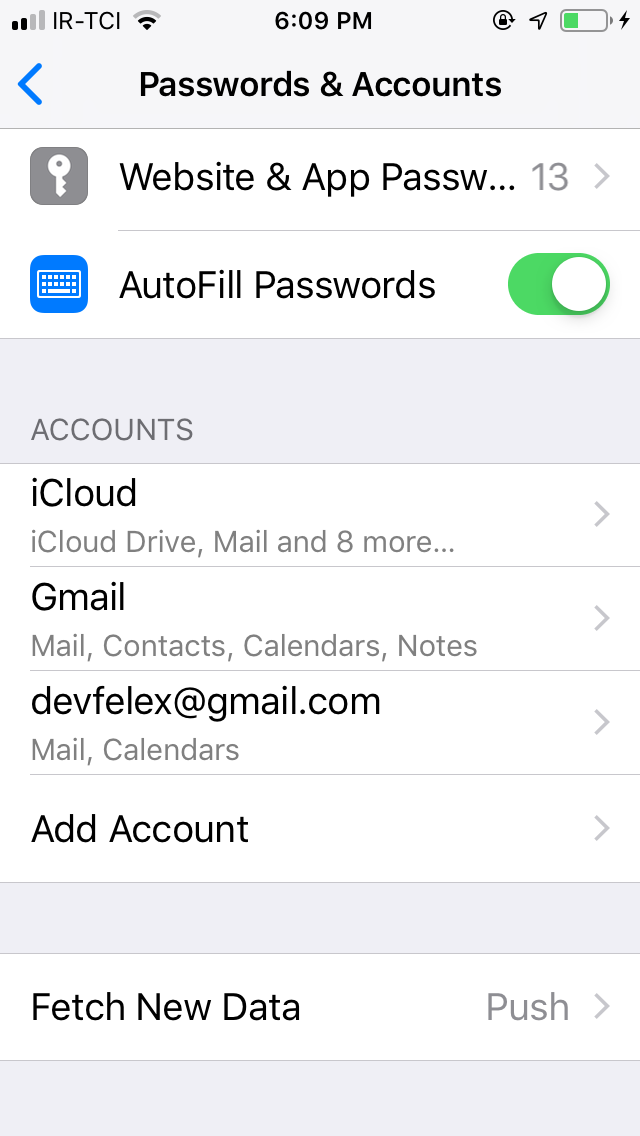 IR-TCI 6:09 PM
Passwords & Accounts
Website & App Passw... 13
AutoFill Passwords
ACCOUNTS
iCloud
iCloud Drive, Mail and 8 more...
Gmail
Mail, Contacts, Calendars, Notes
devfelex@gmail.com
Mail, Calendars
Add Account
Fetch New Data Push